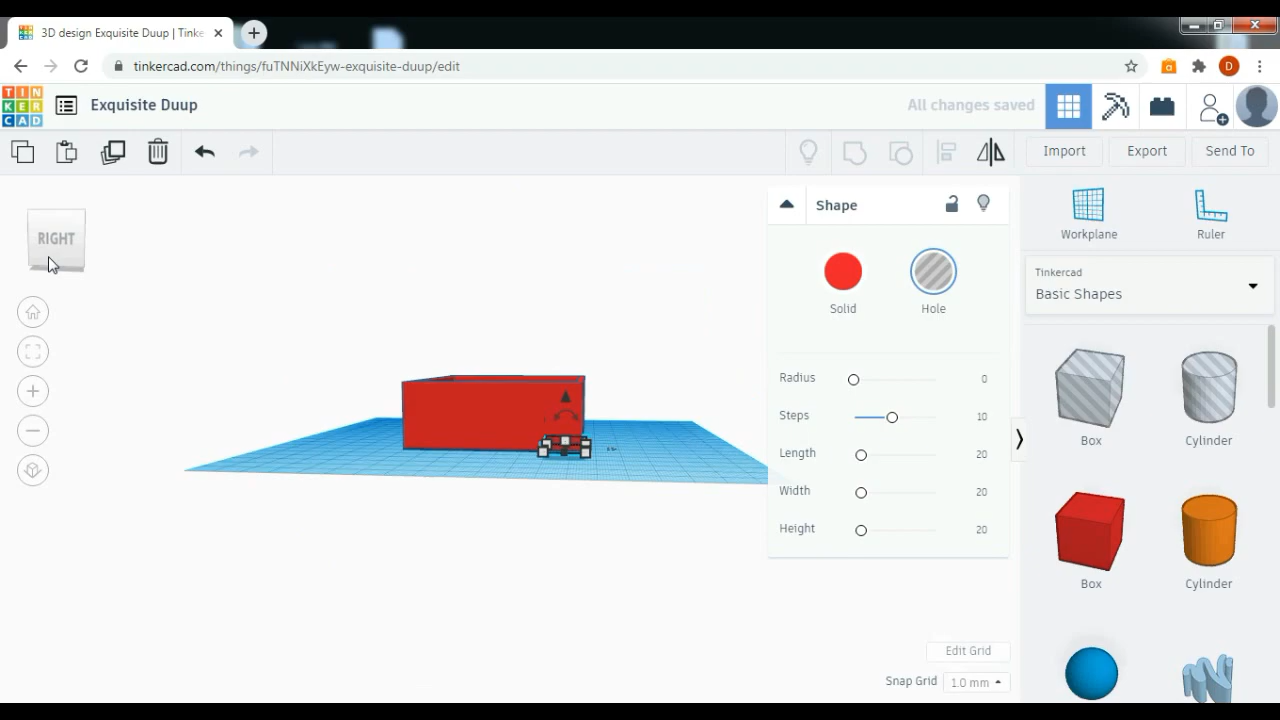 3D design Exquisite Duup | Tinke
tinkercad.com/things/fuTNNiXkEyw-exquisite-duup/edit
D
TIN
KER
CAD
Exquisite Duup
All changes saved
Import
Export
Send To
RIGHT
Shape
Solid
Hole
Radius 0
Steps 10
Length 20
Width 20
Height 20
Workplane
Ruler
Tinkercad
Basic Shapes
Box
Cylinder
Box
Cylinder
Edit Grid
Snap Grid 1.0 mm